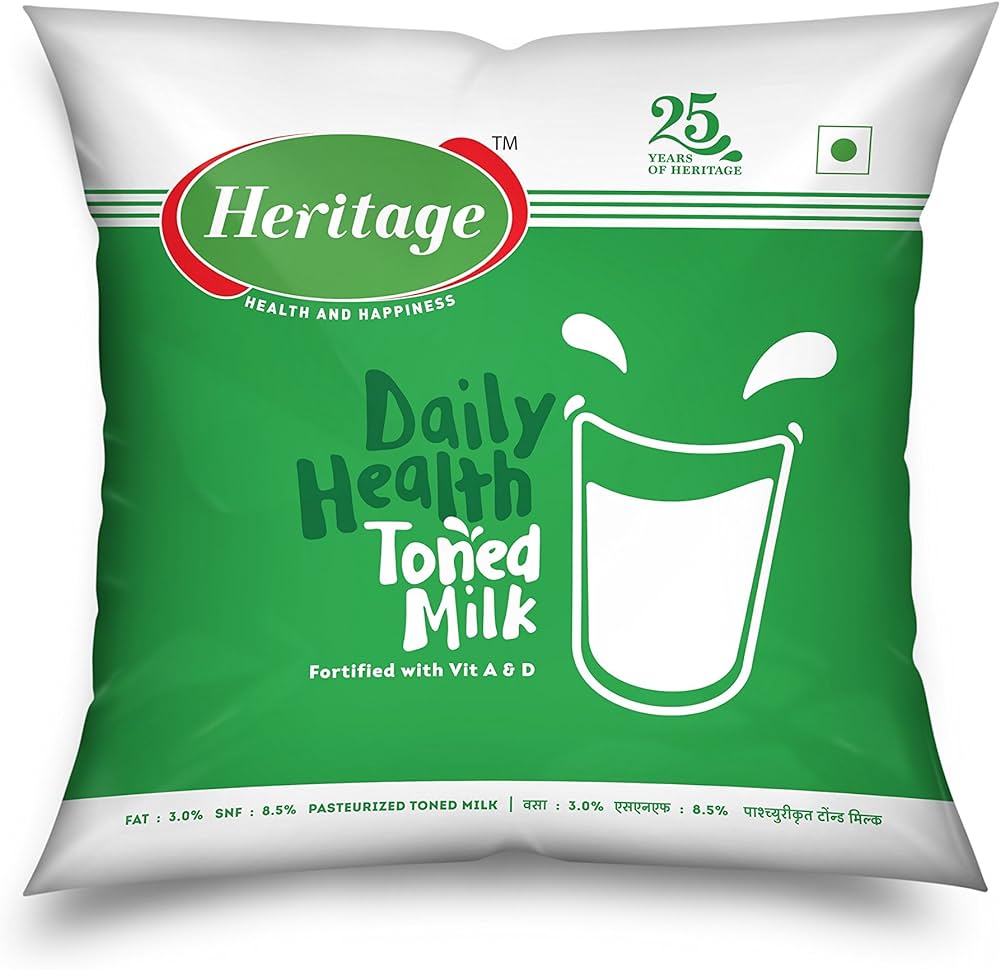 Heritage
TM
HEALTH AND HAPPINESS
25
YEARS
OF HERITAGE
Daily
Health
Toned
Milk
Fortified with Vit A & D
FAT : 3.0% SNF : 8.5% PASTEURIZED TONED MILK | वसा : 3.0% एसएनएफ : 8.5% पाश्च्युरीकृत टोंन्ड मिल्क